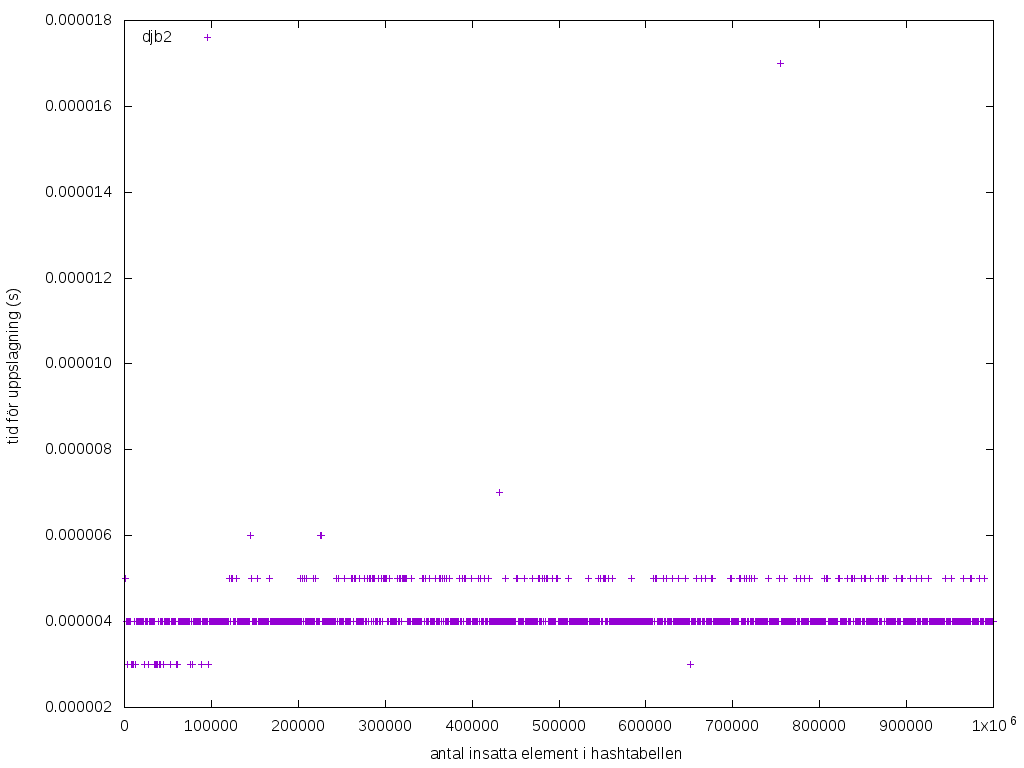 0.000018
djb2
0.000016
0.000014
0.000012
0.000010
0.000008
0.000006
0.000004
0.000002
tid för uppslagning (s)
0 100000 200000 300000 400000 500000 600000 700000 800000 900000 1x10 6
antal insatta element i hashtabellen